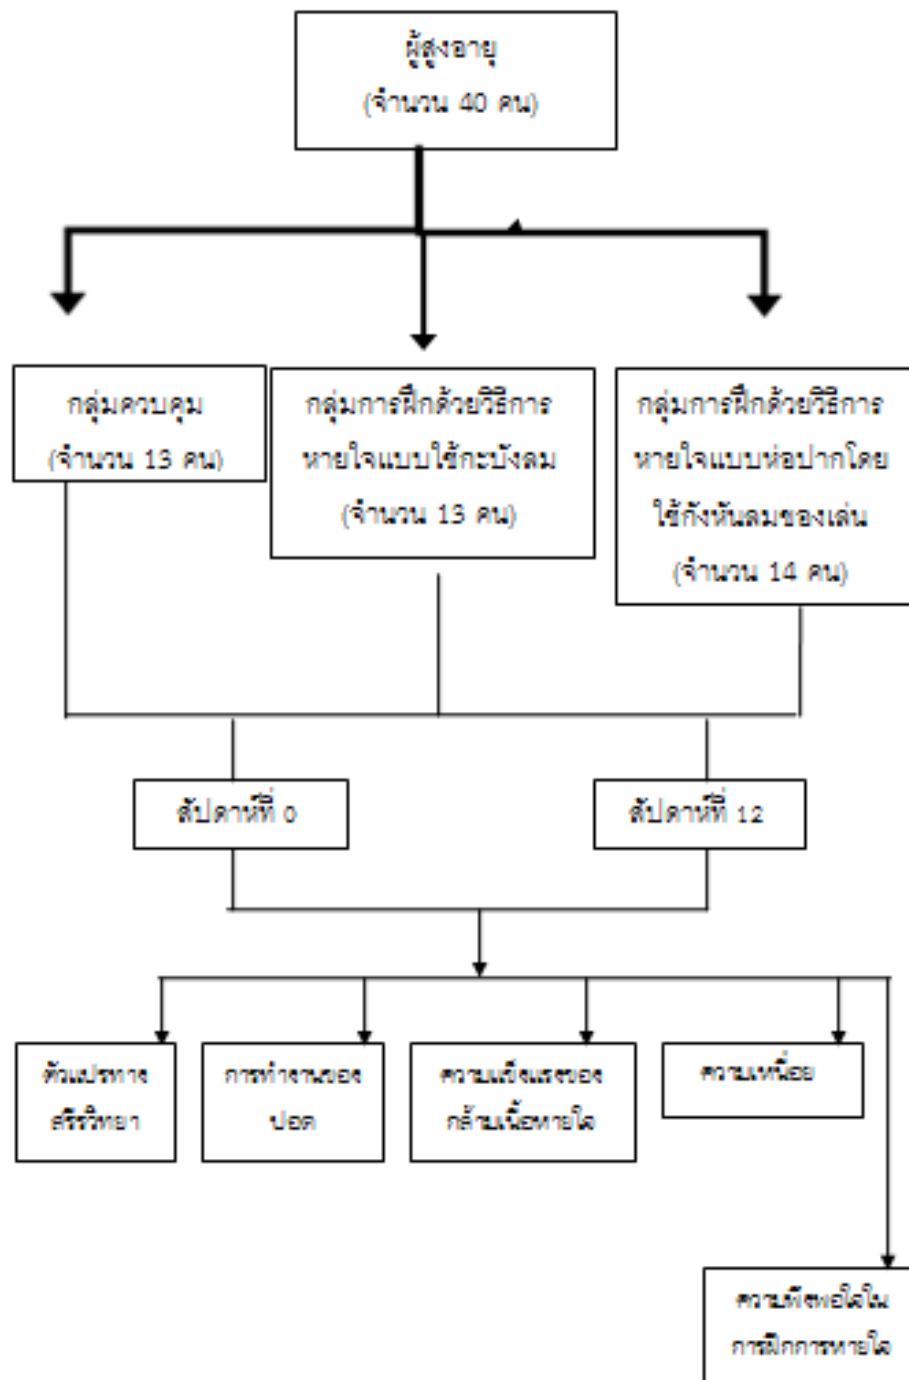 ผู้สูงอายุ
(จำนวน 40 คน)
กลุ่มควบคุม
(จำนวน 13 คน)
กลุ่มการฝึกด้วยวิธีการ
หายใจแบบใช้กะบังลม
(จำนวน 13 คน)
กลุ่มการฝึกด้วยวิธีการ
หายใจแบบห่อปากโดย
ใช้กังหันลมของเล่น
(จำนวน 14 คน)
สัปดาห์ที่ 0
สัปดาห์ที่ 12
ตัวแปรทาง
สรีรวิทยา
การทำงานของ
ปอด
ความแข็งแรงของ
กล้ามเนื้อหายใจ
ความเหนื่อย
ความพึงพอใจใน
การฝึกการหายใจ